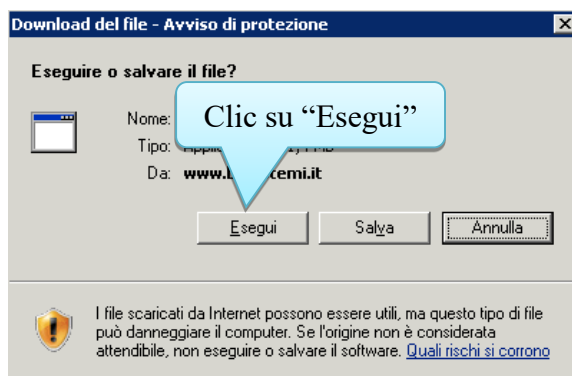 Download del file - Avviso di protezione
Eseguire o salvare il file?
Nome:
Clic su “Esegui”
Tipo:
Da: www.
Esegui Salva Annulla
I file scaricati da Internet possono essere utili, ma questo tipo di file
può danneggiare il computer. Se l'origine non è considerata
attendibile, non eseguire o salvare il software. Quali rischi si corrono